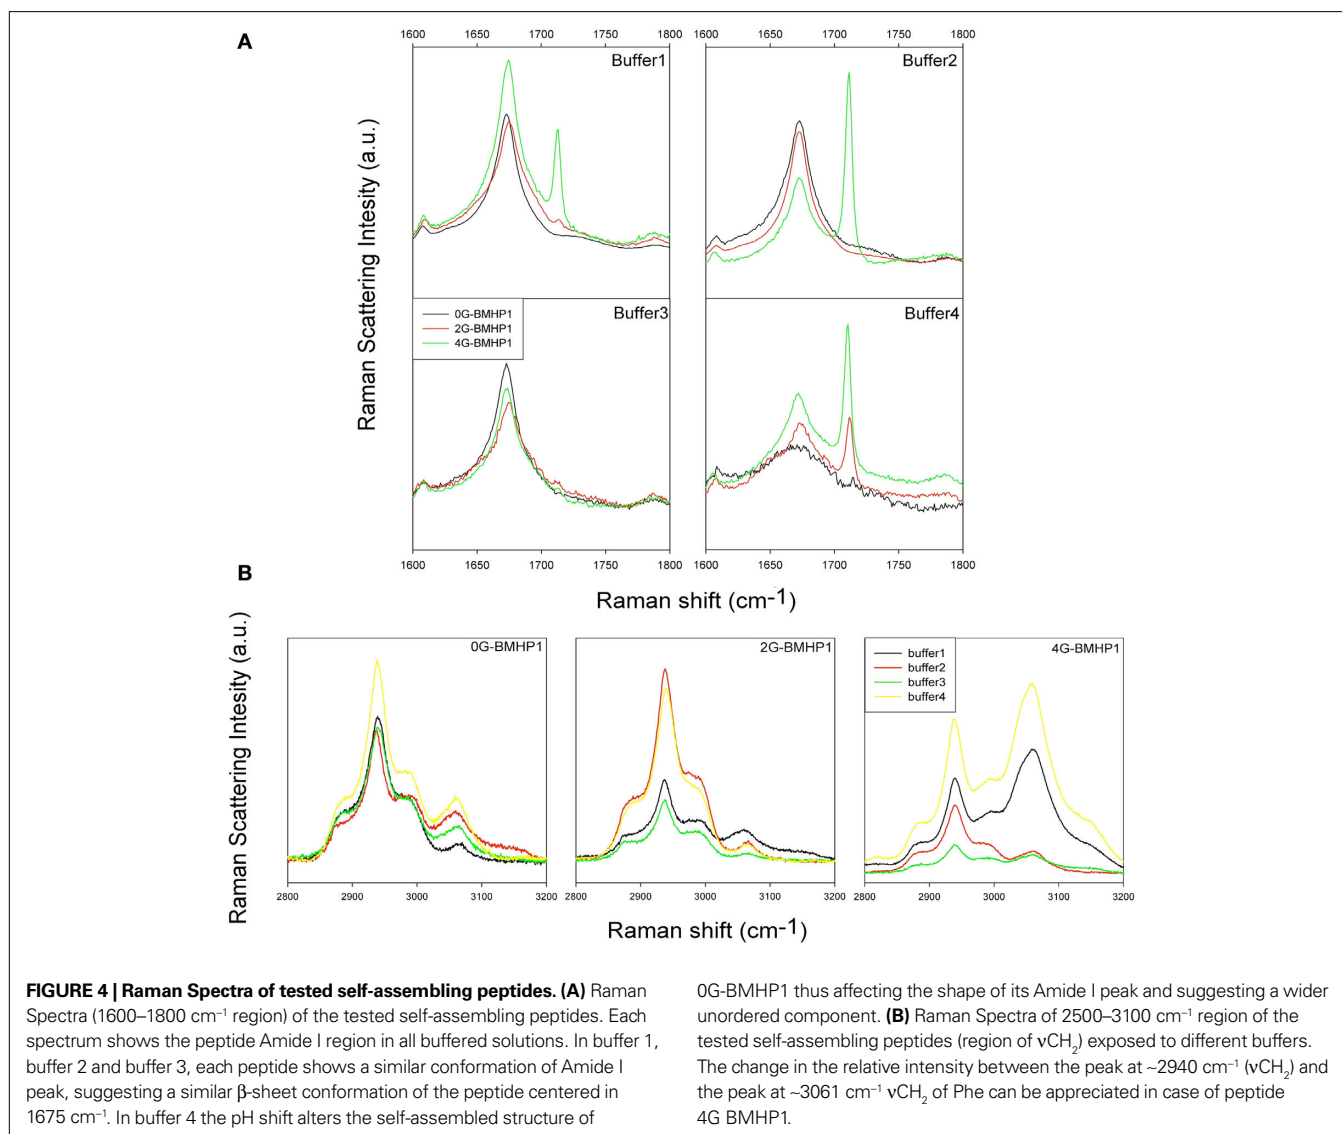 A
1600 1650 1700 1750 1800
1600 1650 1700 1750 1800
Buffer1
Buffer2
Raman Scattering Intesity (a.u.)
Buffer3
0G-BMHP1
2G-BMHP1
4G-BMHP1
Buffer4
1600 1650 1700 1750 1800
1600 1650 1700 1750 1800
Raman shift (cm-1)
B
Raman Scattering Intesity (a.u.)
0G-BMHP1
2G-BMHP1
4G-BMHP1
buffer1
buffer2
buffer3
buffer4
2800 2900 3000 3100 3200
2800 2900 3000 3100 3200
2800 2900 3000 3100 3200
Raman shift (cm-1)
FIGURE 4 | Raman Spectra of tested self-assembling peptides. (A) Raman
Spectra (1600–1800 cm⁻¹ region) of the tested self-assembling peptides. Each
spectrum shows the peptide Amide I region in all buffered solutions. In buffer 1,
buffer 2 and buffer 3, each peptide shows a similar conformation of Amide I
peak, suggesting a similar β-sheet conformation of the peptide centered in
1675 cm⁻¹. In buffer 4 the pH shift alters the self-assembled structure of
0G-BMHP1 thus affecting the shape of its Amide I peak and suggesting a wider
unordered component. (B) Raman Spectra of 2500–3100 cm⁻¹ region of the
tested self-assembling peptides (region of νCH₂) exposed to different buffers.
The change in the relative intensity between the peak at ~2940 cm⁻¹ (νCH₂) and
the peak at ~3061 cm⁻¹ νCH₂ of Phe can be appreciated in case of peptide
4G BMHP1.